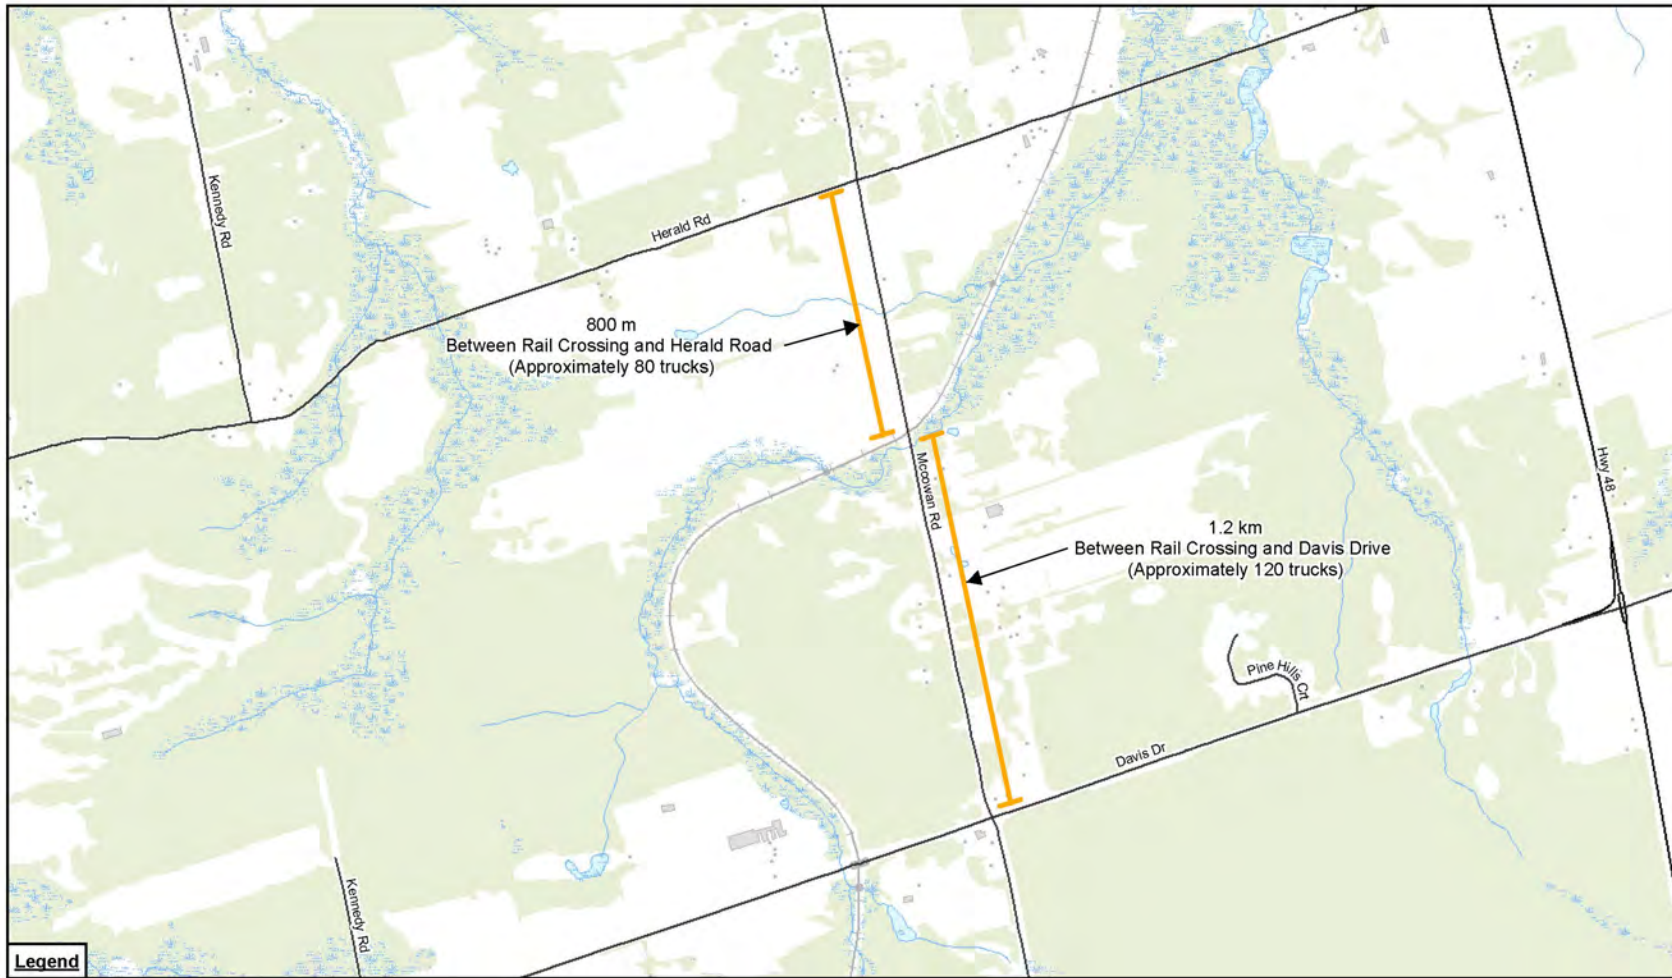 Kennedy Rd
Herald Rd
800 m
Between Rail Crossing and Herald Road
(Approximately 80 trucks)
Mccowan Rd
Hwy 48
1.2 km
Between Rail Crossing and Davis Drive
(Approximately 120 trucks)
Pine Hills Crt
Davis Dr
Kennedy Rd
Legend